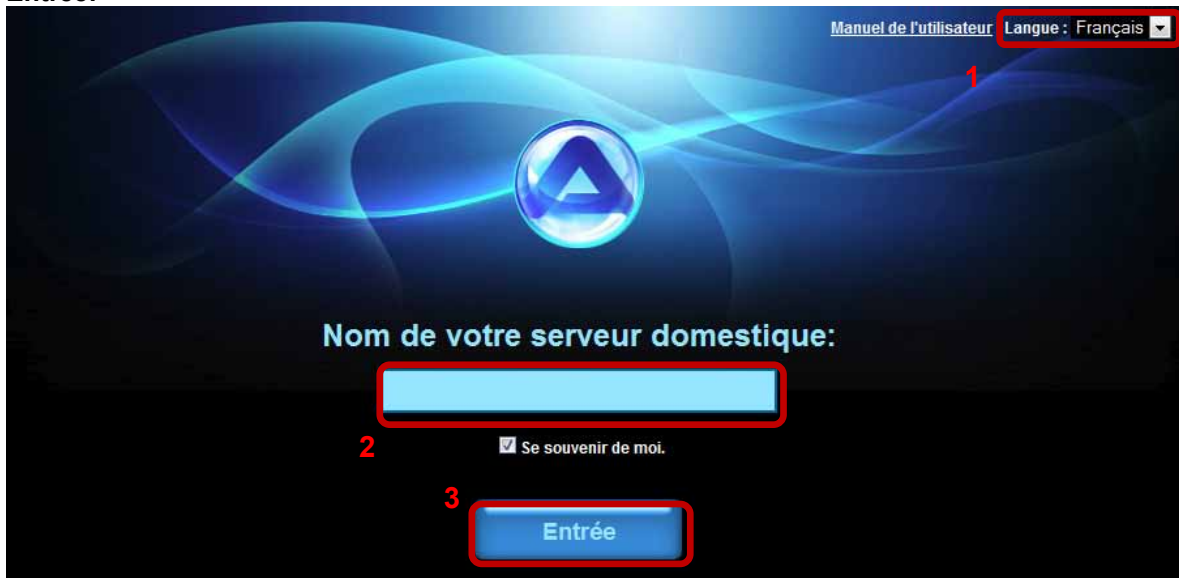 Entrée.
Manuel de l'utilisateur Langue : Français
1
Nom de votre serveur domestique:
2
Se souvenir de moi.
3
Entrée